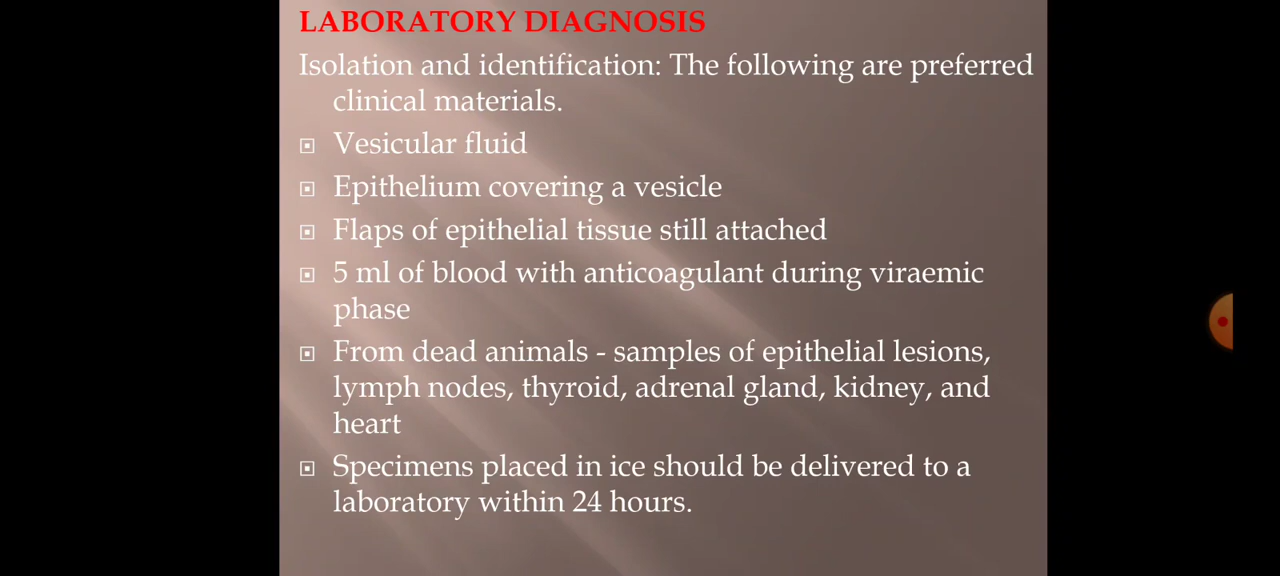 LABORATORY DIAGNOSIS
Isolation and identification: The following are preferred
clinical materials.
Vesicular fluid
Epithelium covering a vesicle
Flaps of epithelial tissue still attached
5 ml of blood with anticoagulant during viraemic
phase
From dead animals - samples of epithelial lesions,
lymph nodes, thyroid, adrenal gland, kidney, and
heart
Specimens placed in ice should be delivered to a
laboratory within 24 hours.